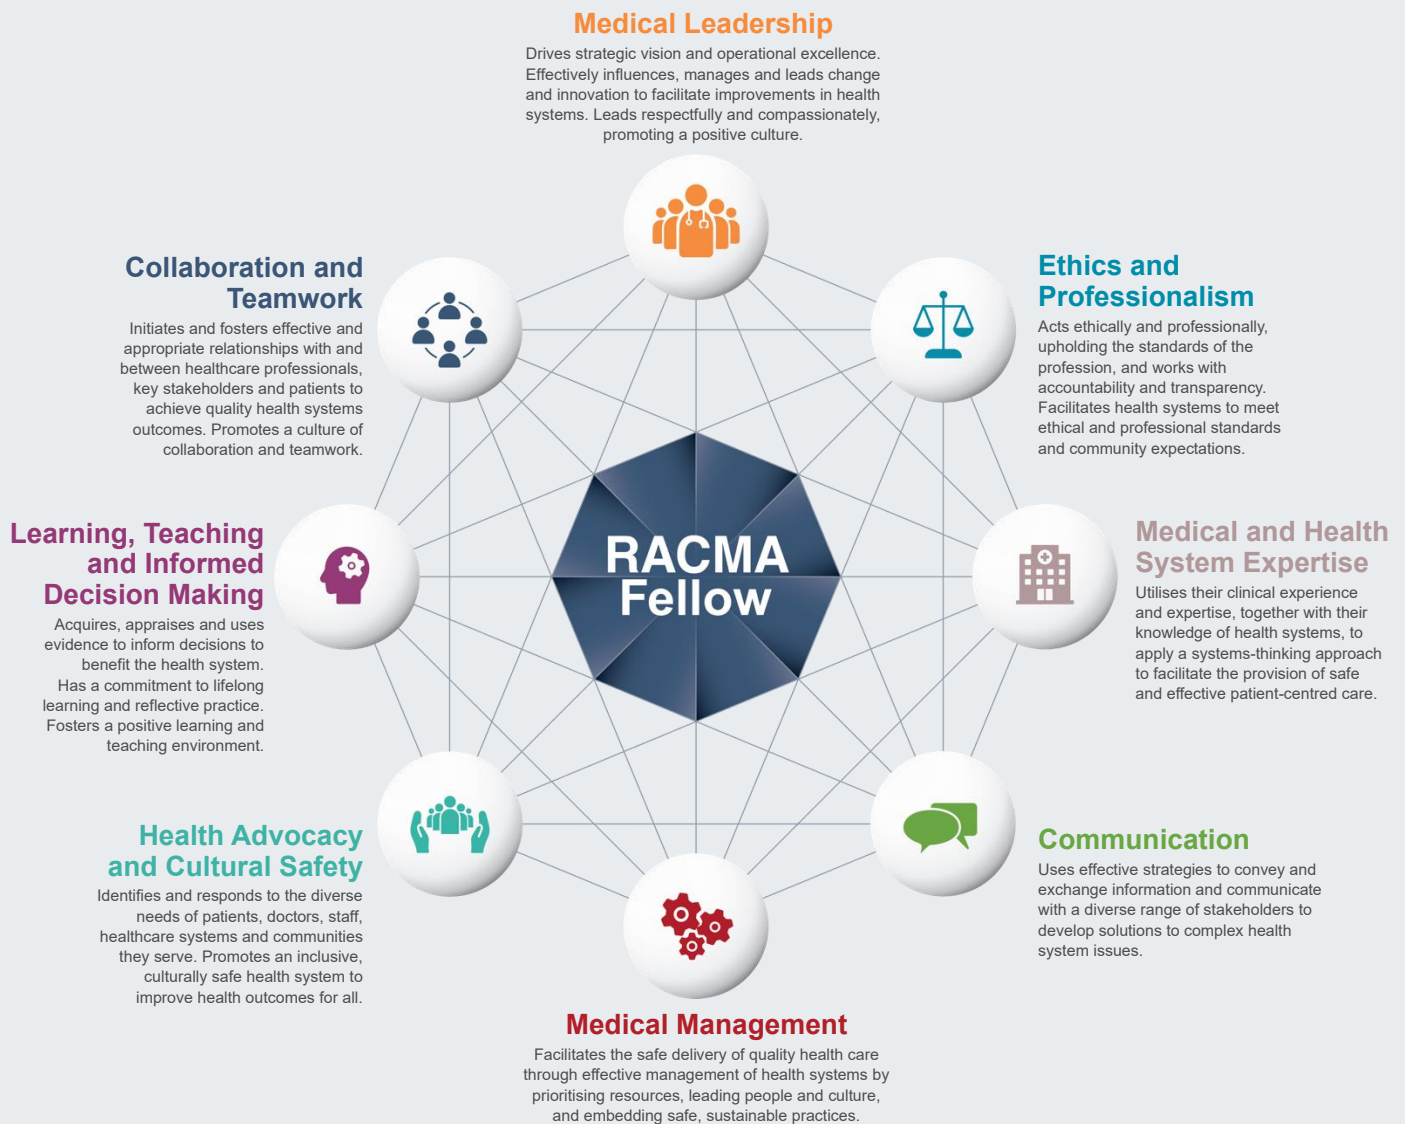 Medical Leadership
Drives strategic vision and operational excellence.
Effectively influences, manages and leads change
and innovation to facilitate improvements in health
systems. Leads respectfully and compassionately,
promoting a positive culture.
Collaboration and
Teamwork
Initiates and fosters effective and
appropriate relationships with and
between healthcare professionals,
key stakeholders and patients to
achieve quality health systems
outcomes. Promotes a culture of
collaboration and teamwork.
Ethics and
Professionalism
Acts ethically and professionally,
upholding the standards of the
profession, and works with
accountability and transparency.
Facilitates health systems to meet
ethical and professional standards
and community expectations.
Learning, Teaching
and Informed
Decision Making
Acquires, appraises and uses
evidence to inform decisions to
benefit the health system.
Has a commitment to lifelong
learning and reflective practice.
Fosters a positive learning and
teaching environment.
RACMA
Fellow
Medical and Health
System Expertise
Utilises their clinical experience
and expertise, together with their
knowledge of health systems, to
apply a systems-thinking approach
to facilitate the provision of safe
and effective patient-centred care.
Health Advocacy
and Cultural Safety
Identifies and responds to the diverse
needs of patients, doctors, staff,
healthcare systems and communities
they serve. Promotes an inclusive,
culturally safe health system to
improve health outcomes for all.
Communication
Uses effective strategies to convey and
exchange information and communicate
with a diverse range of stakeholders to
develop solutions to complex health
system issues.
Medical Management
Facilitates the safe delivery of quality health care
through effective management of health systems by
prioritising resources, leading people and culture,
and embedding safe, sustainable practices.